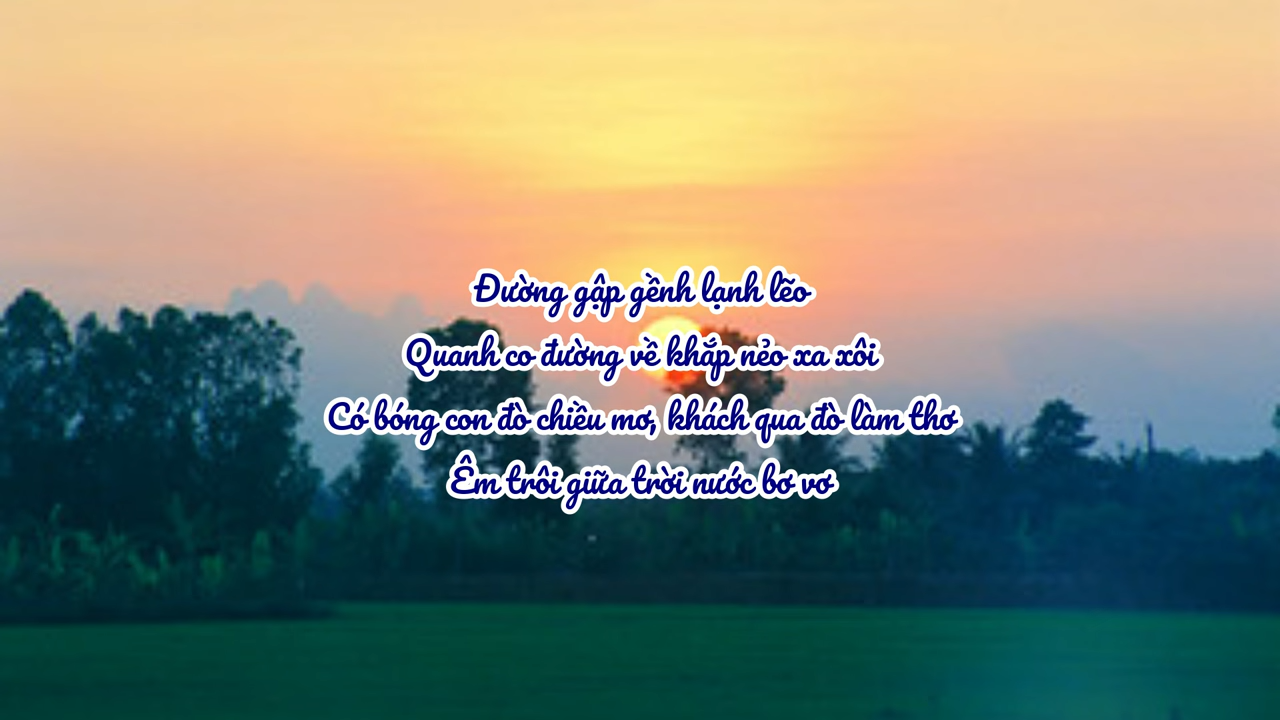 Đường gập gềnh lạnh lẽo
Quanh co đường về khắp nẻo xa xôi
Có bóng con đò chiều mơ, khách qua đò làm thơ
Êm trôi giữa trời nước bơ vơ